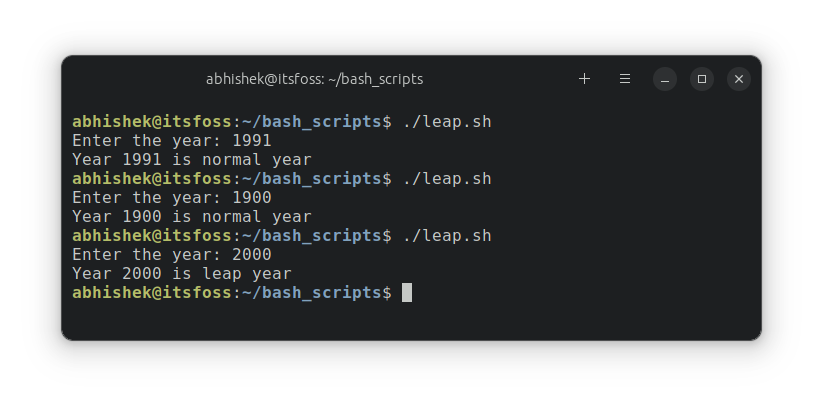 abhishek@itsfoss: ~/bash_scripts
abhishek@itsfoss:~/bash_scripts$ ./leap.sh
Enter the year: 1991
Year 1991 is normal year
abhishek@itsfoss:~/bash_scripts$ ./leap.sh
Enter the year: 1900
Year 1900 is normal year
abhishek@itsfoss:~/bash_scripts$ ./leap.sh
Enter the year: 2000
Year 2000 is leap year
abhishek@itsfoss:~/bash_scripts$